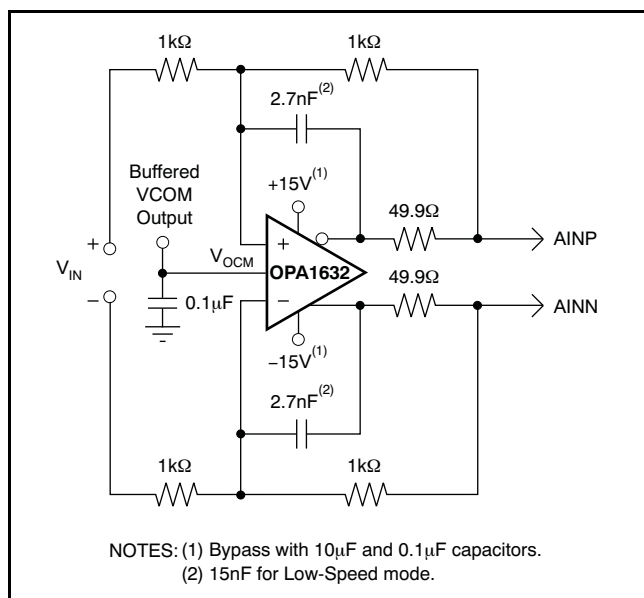 1kΩ
1kΩ
2.7nF(2)
Buffered
VCOM
Output
+15V(1)
49.9Ω
AINP
+
VIN
−
VOCM
+
OPA1632
−
49.9Ω
AINN
0.1μF
−15V(1)
2.7nF(2)
1kΩ
1kΩ
NOTES: (1) Bypass with 10μF and 0.1μF capacitors.
(2) 15nF for Low-Speed mode.